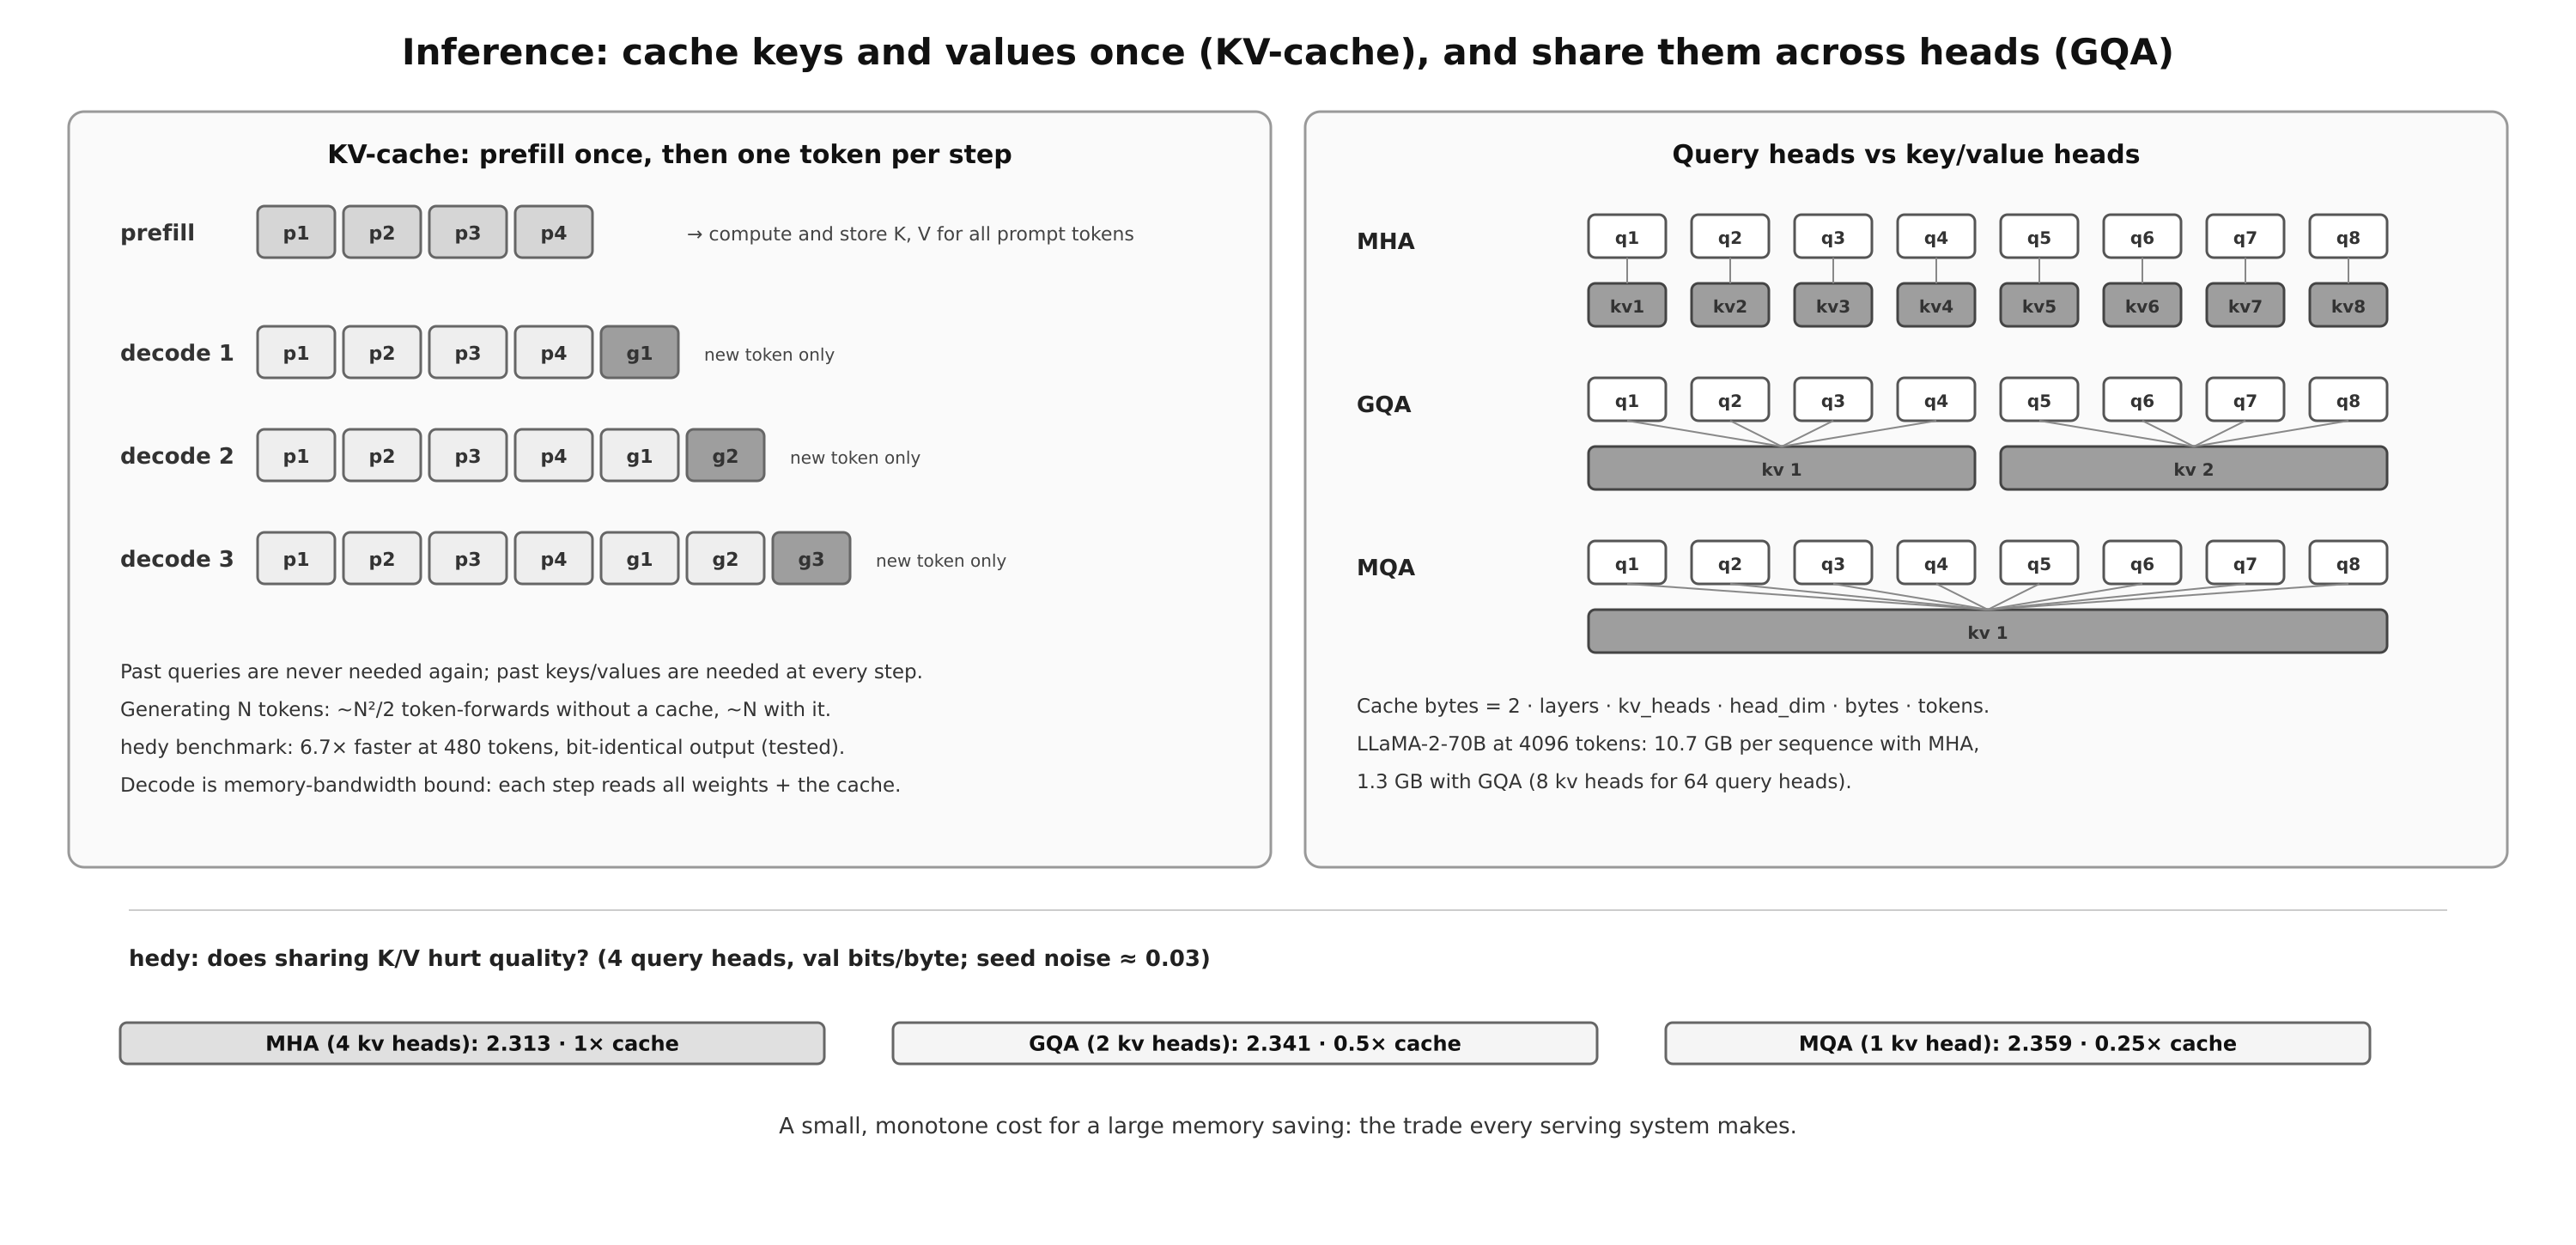 Inference: cache keys and values once (KV-cache), and share them across heads (GQA)
KV-cache: prefill once, then one token per step
prefill p1 p2 p3 p4 → compute and store K, V for all prompt tokens
decode 1 p1 p2 p3 p4 g1 new token only
decode 2 p1 p2 p3 p4 g1 g2 new token only
decode 3 p1 p2 p3 p4 g1 g2 g3 new token only
Past queries are never needed again; past keys/values are needed at every step.
Generating N tokens: ~N²/2 token-forwards without a cache, ~N with it.
hedy benchmark: 6.7× faster at 480 tokens, bit-identical output (tested).
Decode is memory-bandwidth bound: each step reads all weights + the cache.
Query heads vs key/value heads
MHA q1 q2 q3 q4 q5 q6 q7 q8
kv1 kv2 kv3 kv4 kv5 kv6 kv7 kv8
GQA q1 q2 q3 q4 q5 q6 q7 q8
kv 1 kv 2
MQA q1 q2 q3 q4 q5 q6 q7 q8
kv 1
Cache bytes = 2 · layers · kv_heads · head_dim · bytes · tokens.
LLaMA-2-70B at 4096 tokens: 10.7 GB per sequence with MHA,
1.3 GB with GQA (8 kv heads for 64 query heads).
hedy: does sharing K/V hurt quality? (4 query heads, val bits/byte; seed noise ≈ 0.03)
MHA (4 kv heads): 2.313 · 1× cache
GQA (2 kv heads): 2.341 · 0.5× cache
MQA (1 kv head): 2.359 · 0.25× cache
A small, monotone cost for a large memory saving: the trade every serving system makes.